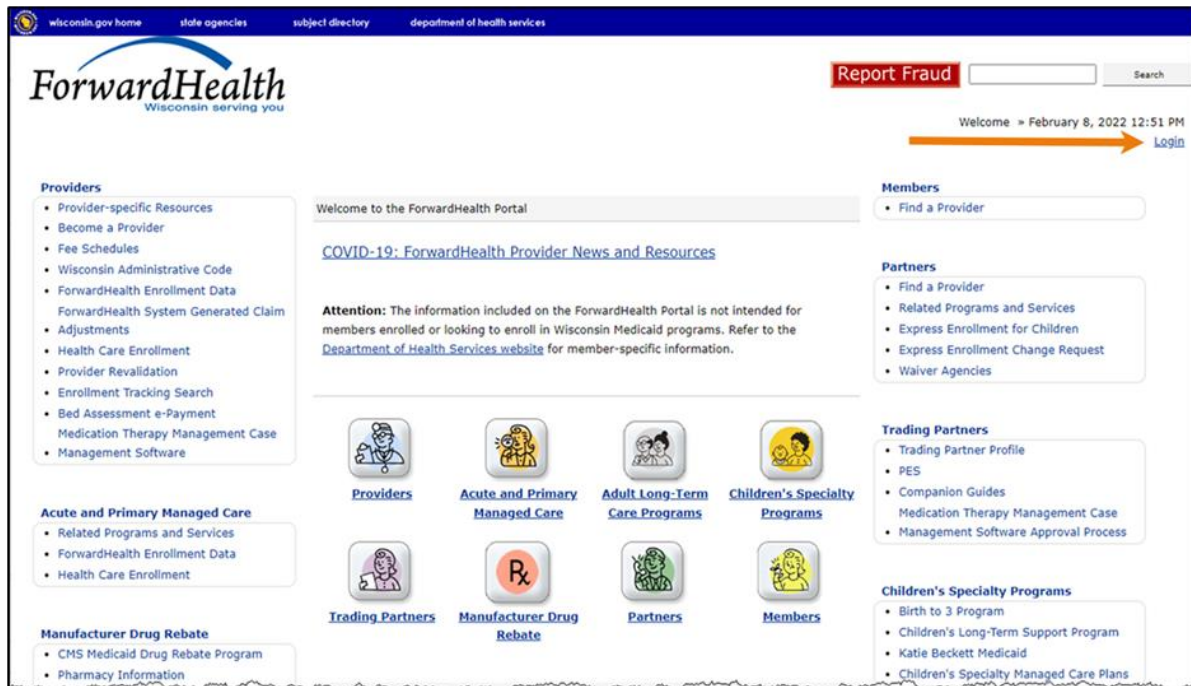 wisconsin.gov home state agencies subject directory department of health services
ForwardHealth
Wisconsin serving you
Report Fraud
Search
Welcome » February 8, 2022 12:51 PM
Login
Providers
• Provider-specific Resources
• Become a Provider
• Fee Schedules
• Wisconsin Administrative Code
• ForwardHealth Enrollment Data
ForwardHealth System Generated Claim
• Adjustments
• Health Care Enrollment
• Provider Revalidation
• Enrollment Tracking Search
• Bed Assessment e-Payment
Medication Therapy Management Case
• Management Software
Acute and Primary Managed Care
• Related Programs and Services
• ForwardHealth Enrollment Data
• Health Care Enrollment
Manufacturer Drug Rebate
• CMS Medicaid Drug Rebate Program
• Pharmacy Information
Welcome to the ForwardHealth Portal
COVID-19: ForwardHealth Provider News and Resources
Attention: The information included on the ForwardHealth Portal is not intended for
members enrolled or looking to enroll in Wisconsin Medicaid programs. Refer to the
Department of Health Services website for member-specific information.
Providers
Acute and Primary
Managed Care
Adult Long-Term
Care Programs
Children's Specialty
Programs
Trading Partners
Rx
Manufacturer Drug
Rebate
Partners
Members
Members
• Find a Provider
Partners
• Find a Provider
• Related Programs and Services
• Express Enrollment for Children
• Express Enrollment Change Request
• Waiver Agencies
Trading Partners
• Trading Partner Profile
• PES
• Companion Guides
Medication Therapy Management Case
• Management Software Approval Process
Children's Specialty Programs
• Birth to 3 Program
• Children's Long-Term Support Program
• Katie Beckett Medicaid
• Children's Specialty Managed Care Plans